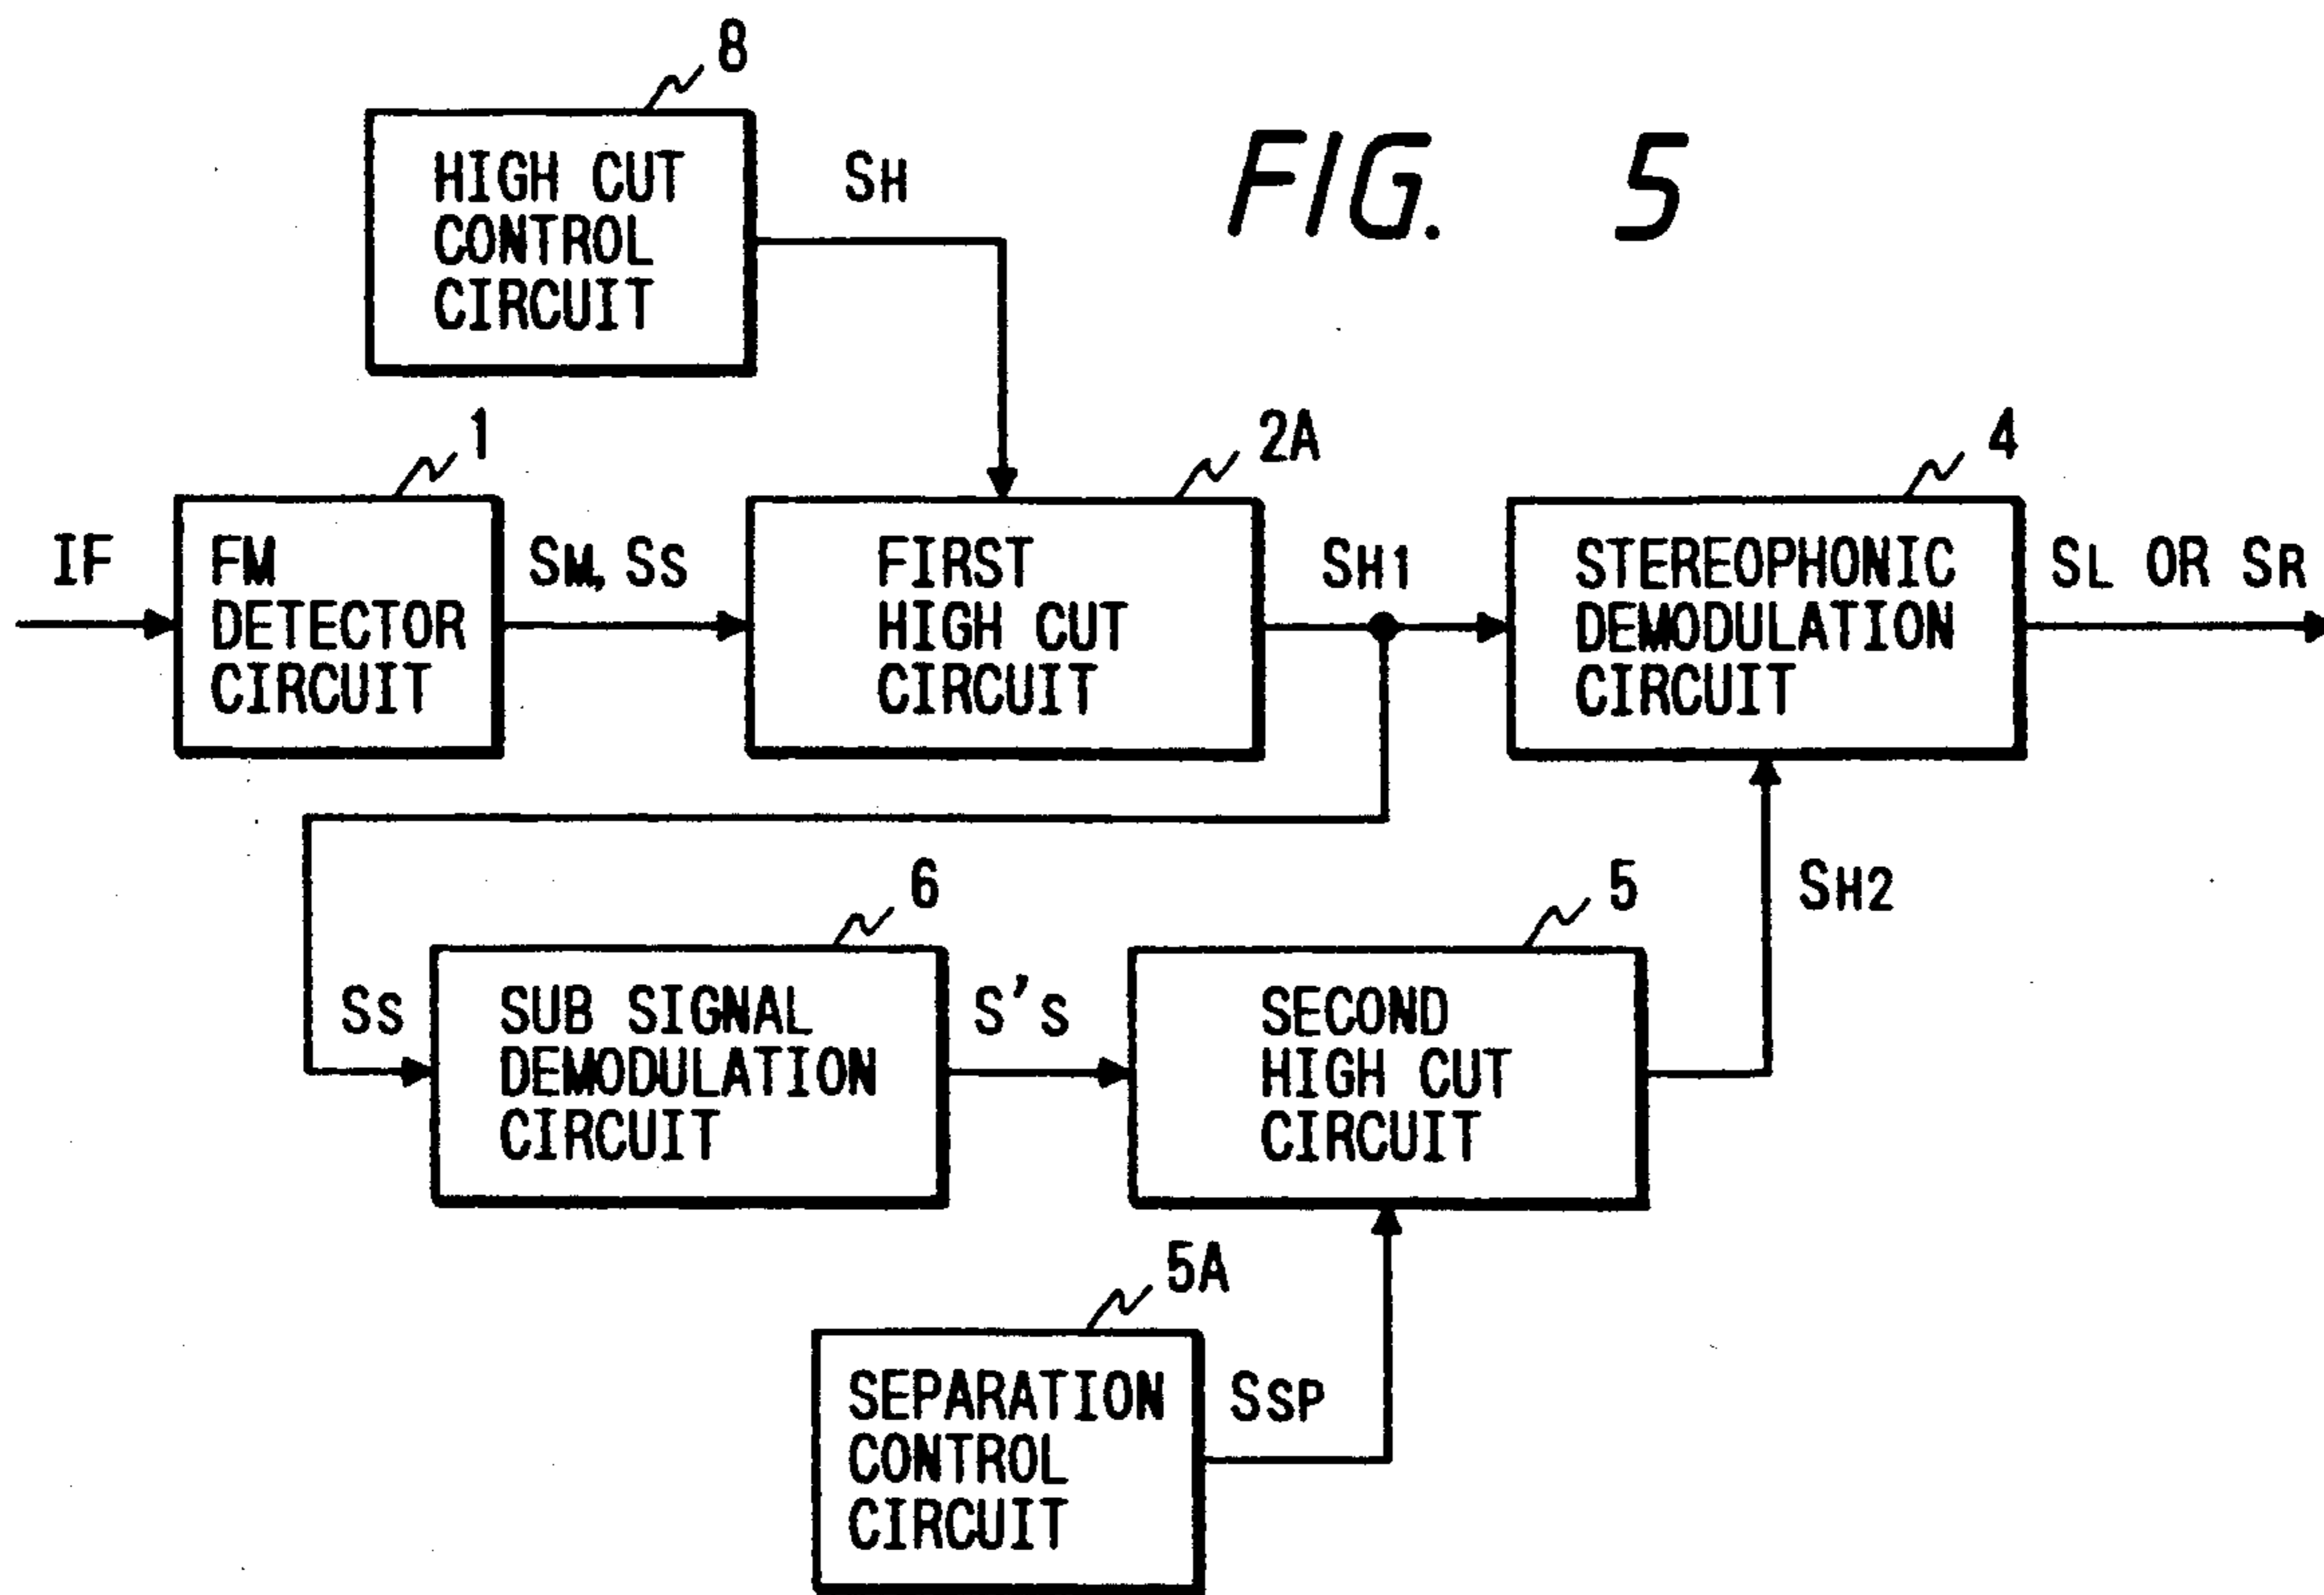 8
FIG. 5
HIGH CUT
CONTROL
CIRCUIT
SH
1
2A
4
IF
FM
DETECTOR
CIRCUIT
SM, SS
FIRST
HIGH CUT
CIRCUIT
SH1
STEREOPHONIC
DEMODULATION
CIRCUIT
SL OR SR
6
5
SH2
SS
SUB SIGNAL
DEMODULATION
CIRCUIT
S'S
SECOND
HIGH CUT
CIRCUIT
5A
SEPARATION
CONTROL
CIRCUIT
SSP